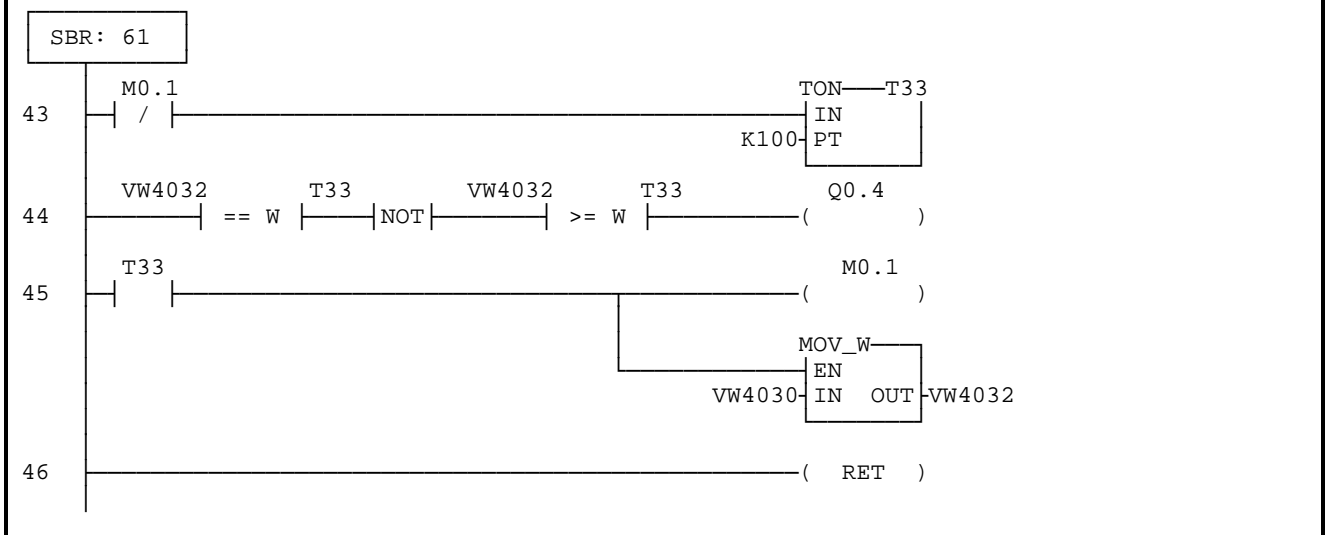 SBR: 61
M0.1 TON T33
43 / IN
K100 PT
VW4032 T33 VW4032 T33 Q0.4
44 == W NOT >= W ( )
T33 M0.1
45 ( )
MOV_W
EN
VW4030 IN OUT VW4032
46 ( RET )